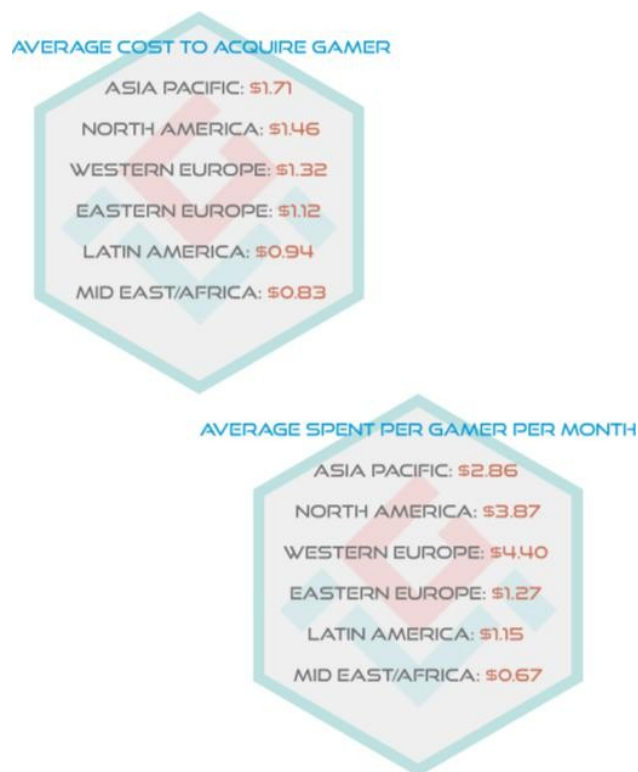 AVERAGE COST TO ACQUIRE GAMER
ASIA PACIFIC: $1.71
NORTH AMERICA: $1.46
WESTERN EUROPE: $1.32
EASTERN EUROPE: $1.12
LATIN AMERICA: $0.94
MID EAST/AFRICA: $0.83
AVERAGE SPENT PER GAMER PER MONTH
ASIA PACIFIC: $2.86
NORTH AMERICA: $3.87
WESTERN EUROPE: $4.40
EASTERN EUROPE: $1.27
LATIN AMERICA: $1.15
MID EAST/AFRICA: $0.67